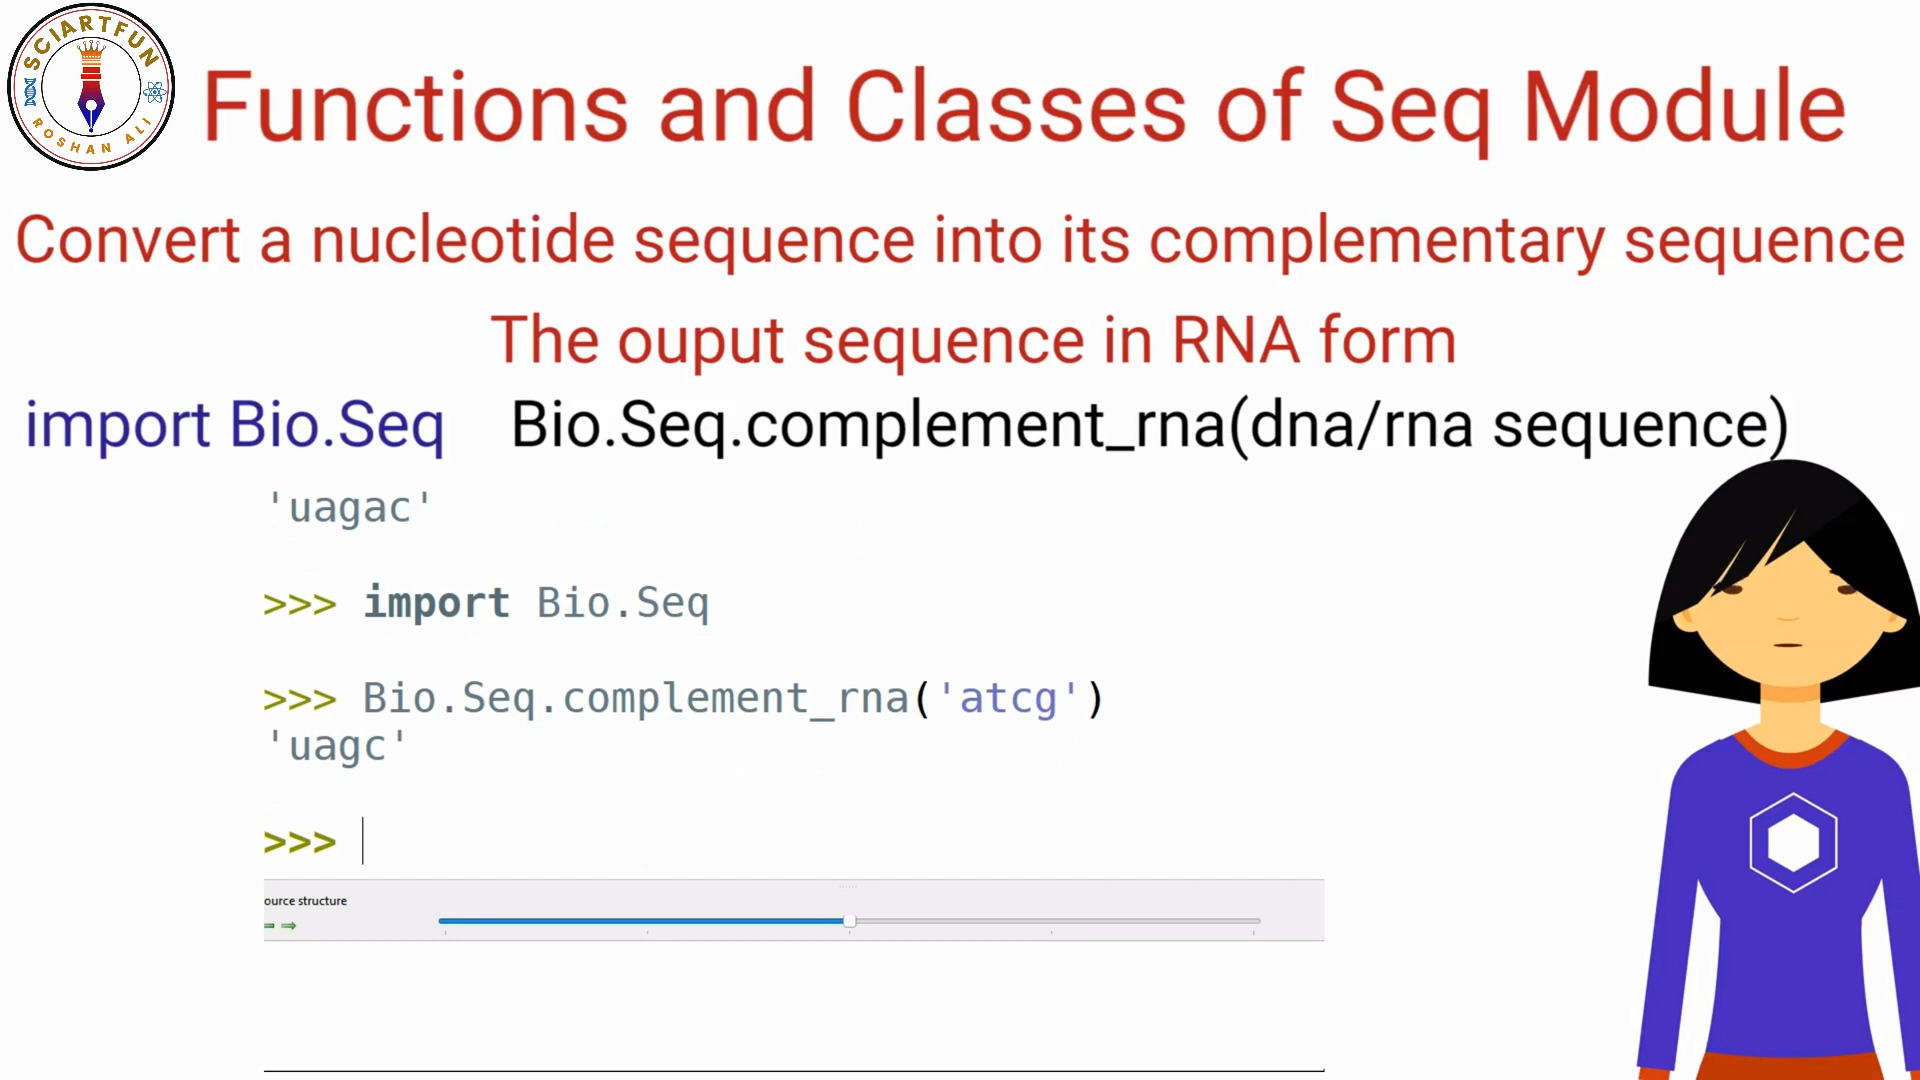 SCIARTFUN
ROSHAN ALI
Functions and Classes of Seq Module
Convert a nucleotide sequence into its complementary sequence
The ouput sequence in RNA form
import Bio.Seq Bio.Seq.complement_rna(dna/rna sequence)
'uagac'
>>> import Bio.Seq
>>> Bio.Seq.complement_rna('atcg')
'uagc'
>>>
ource structure